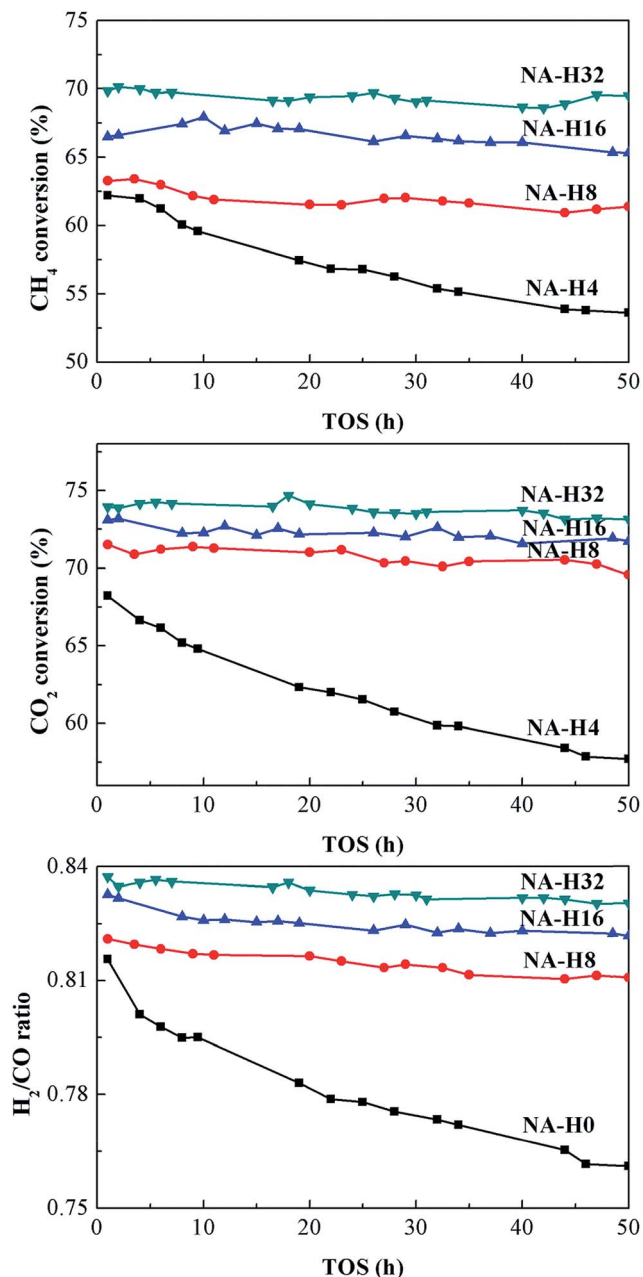 CH4 conversion (%)
75
70
65
60
55
50
NA-H32
NA-H16
NA-H8
NA-H4
0 10 20 30 40 50
TOS (h)
CO2 conversion (%)
75
70
65
60
NA-H32
NA-H16
NA-H8
NA-H4
0 10 20 30 40 50
TOS (h)
H2/CO ratio
0.84
0.81
0.78
0.75
NA-H32
NA-H16
NA-H8
NA-H0
0 10 20 30 40 50
TOS (h)